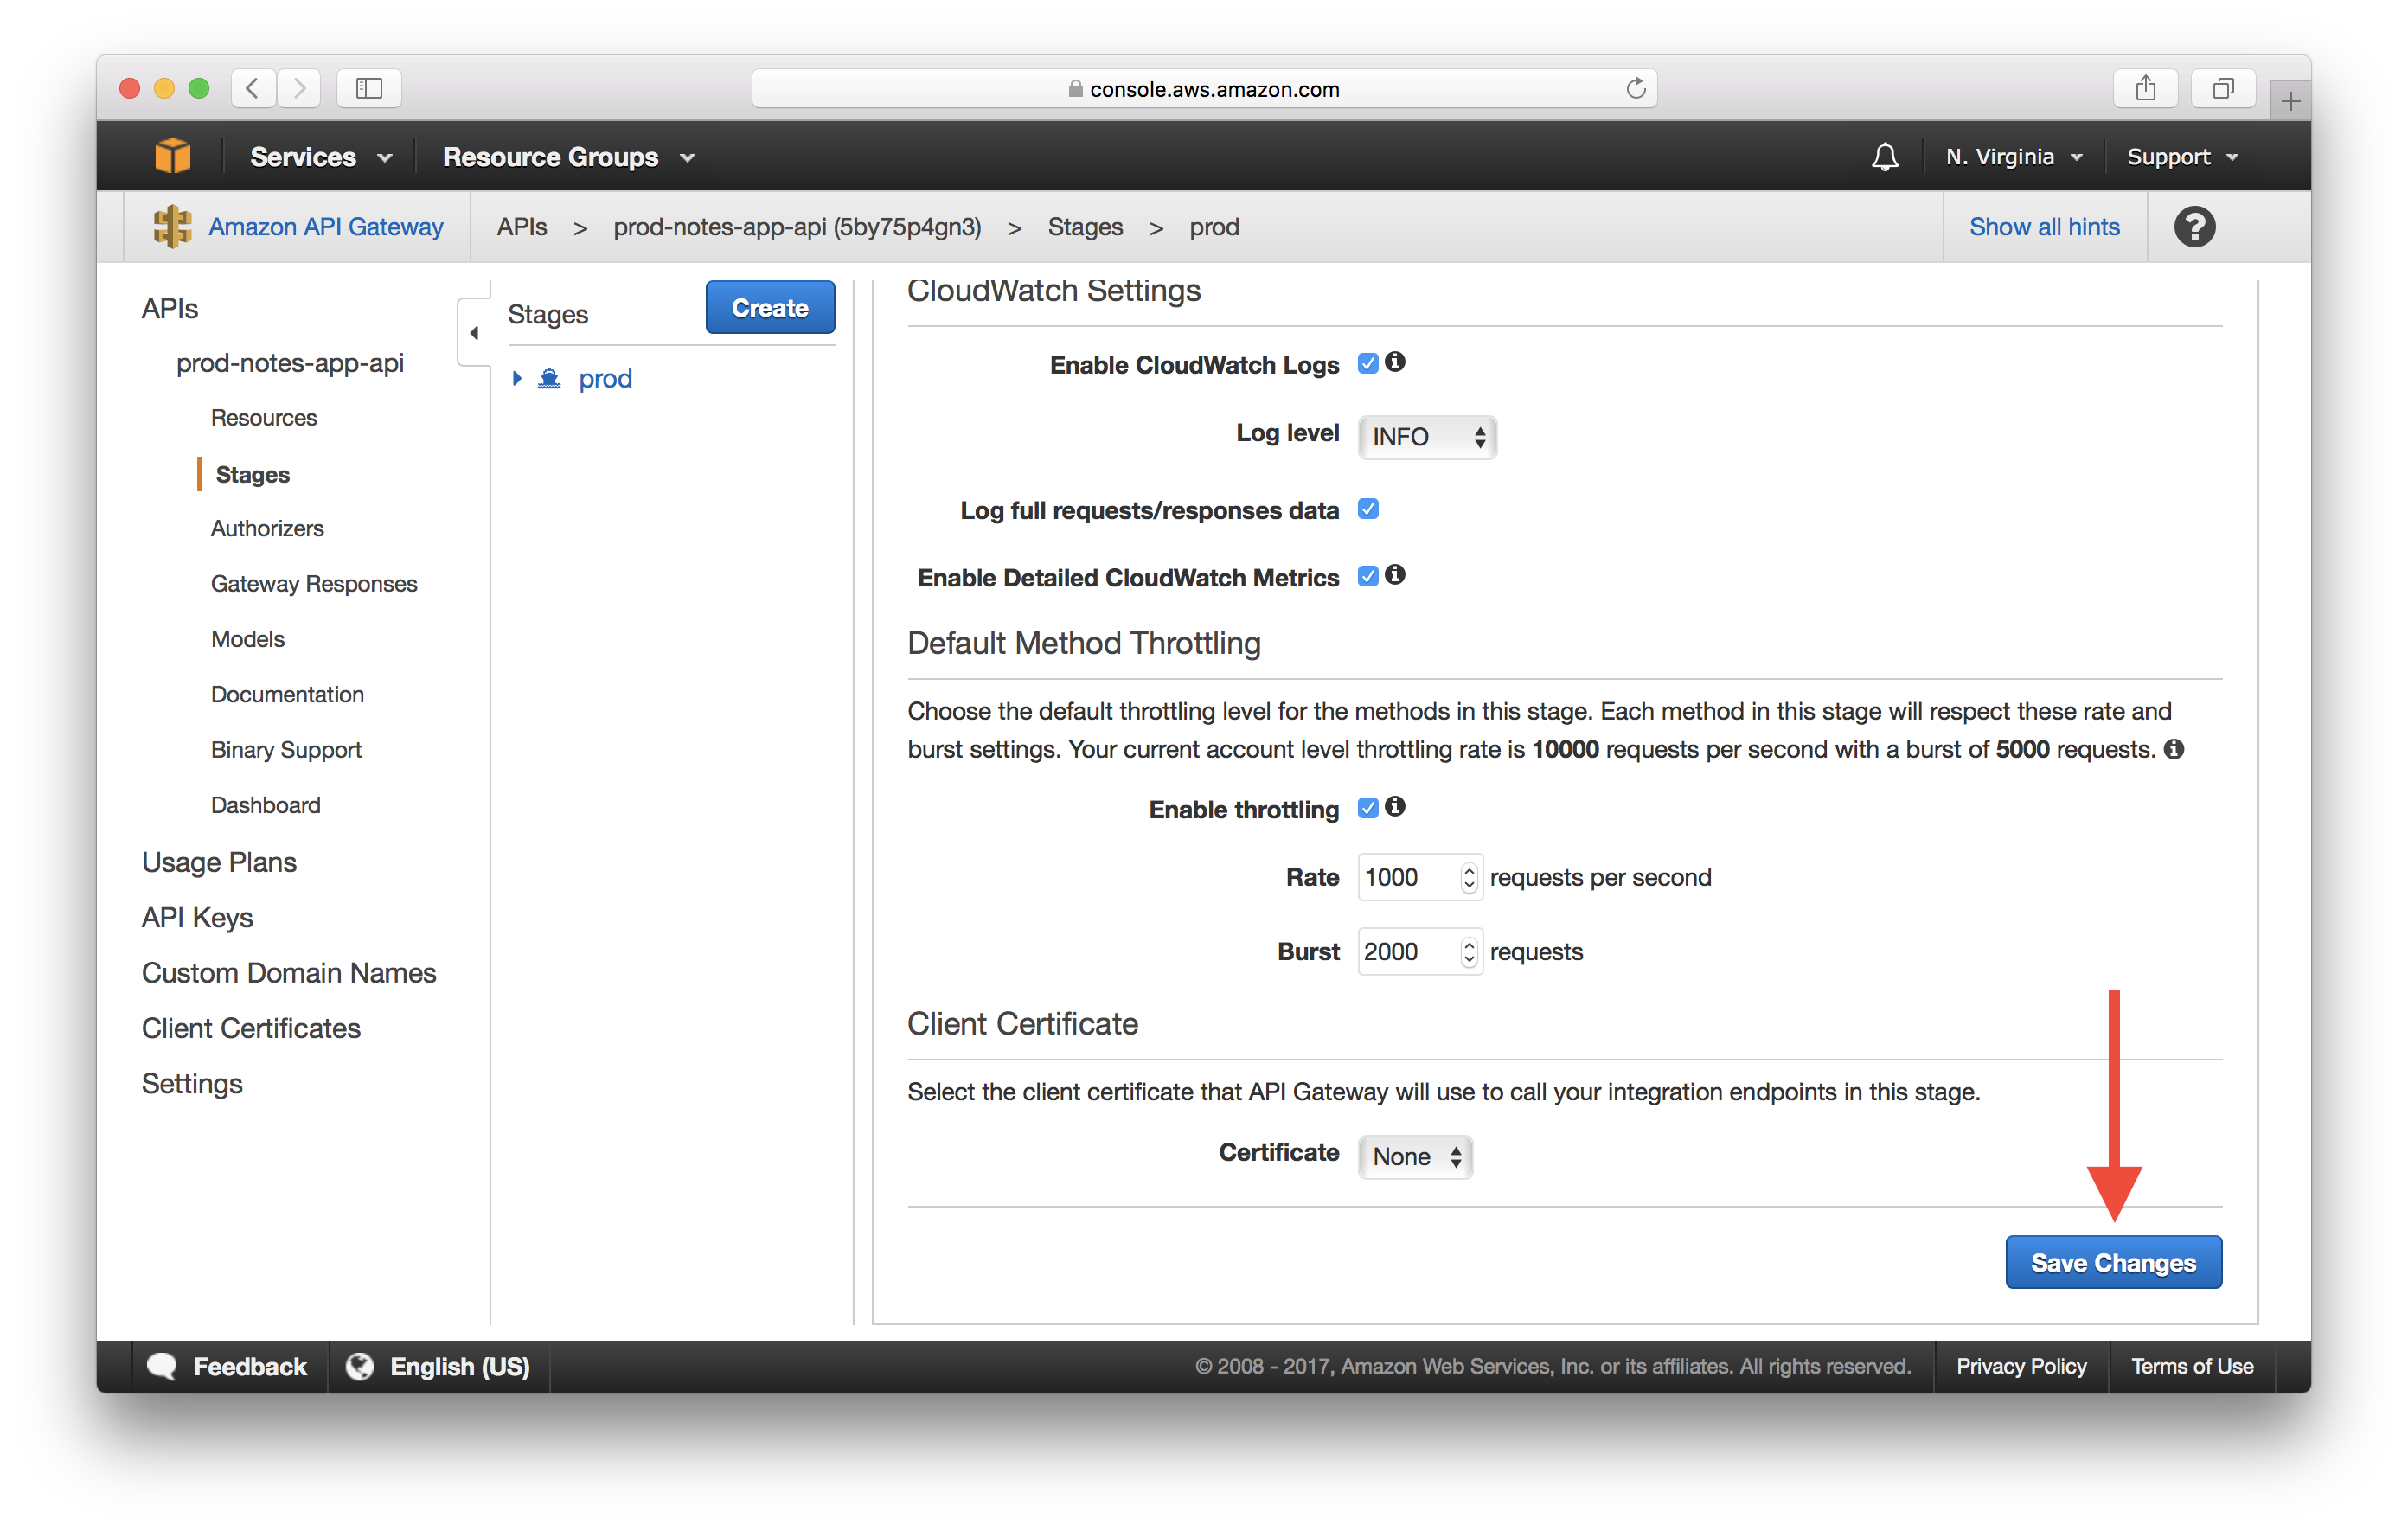 console.aws.amazon.com
Services
Resource Groups
N. Virginia
Support
Amazon API Gateway
APIs > prod-notes-app-api (5by75p4gn3) > Stages > prod
Show all hints
APIs
prod-notes-app-api
Resources
Stages
Authorizers
Gateway Responses
Models
Documentation
Binary Support
Dashboard
Usage Plans
API Keys
Custom Domain Names
Client Certificates
Settings
Stages
Create
prod
CloudWatch Settings
Enable CloudWatch Logs
Log level INFO
Log full requests/responses data
Enable Detailed CloudWatch Metrics
Default Method Throttling
Choose the default throttling level for the methods in this stage. Each method in this stage will respect these rate and
burst settings. Your current account level throttling rate is 10000 requests per second with a burst of 5000 requests.
Enable throttling
Rate 1000 requests per second
Burst 2000 requests
Client Certificate
Select the client certificate that API Gateway will use to call your integration endpoints in this stage.
Certificate None
Save Changes
Feedback
English (US)
© 2008 - 2017, Amazon Web Services, Inc. or its affiliates. All rights reserved.
Privacy Policy
Terms of Use